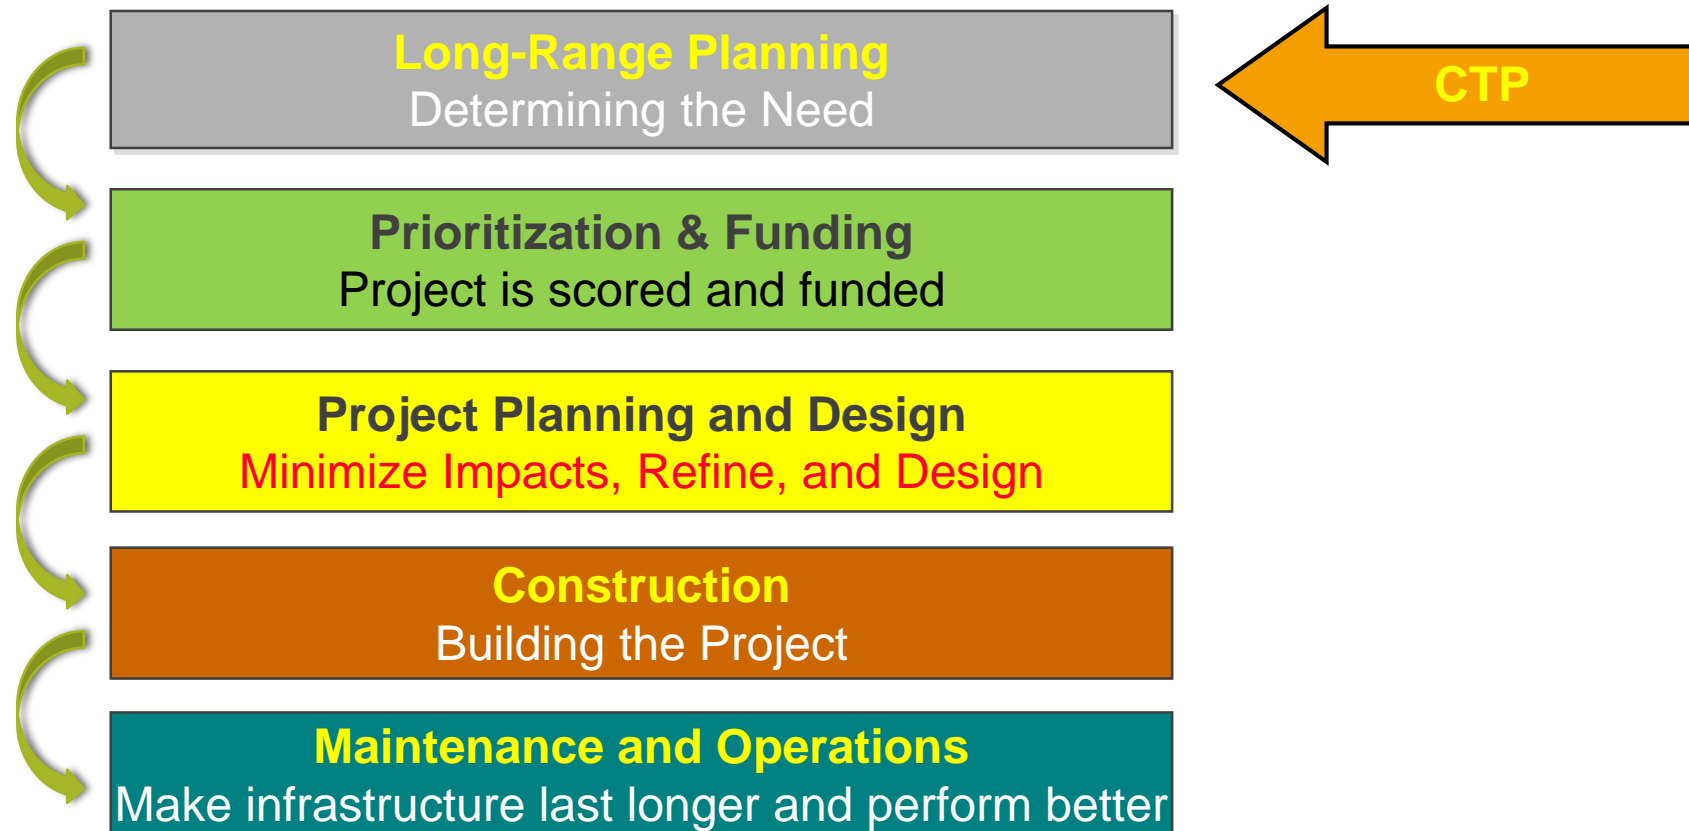 Long-Range Planning
Determining the Need
CTP
Prioritization & Funding
Project is scored and funded
Project Planning and Design
Minimize Impacts, Refine, and Design
Construction
Building the Project
Maintenance and Operations
Make infrastructure last longer and perform better